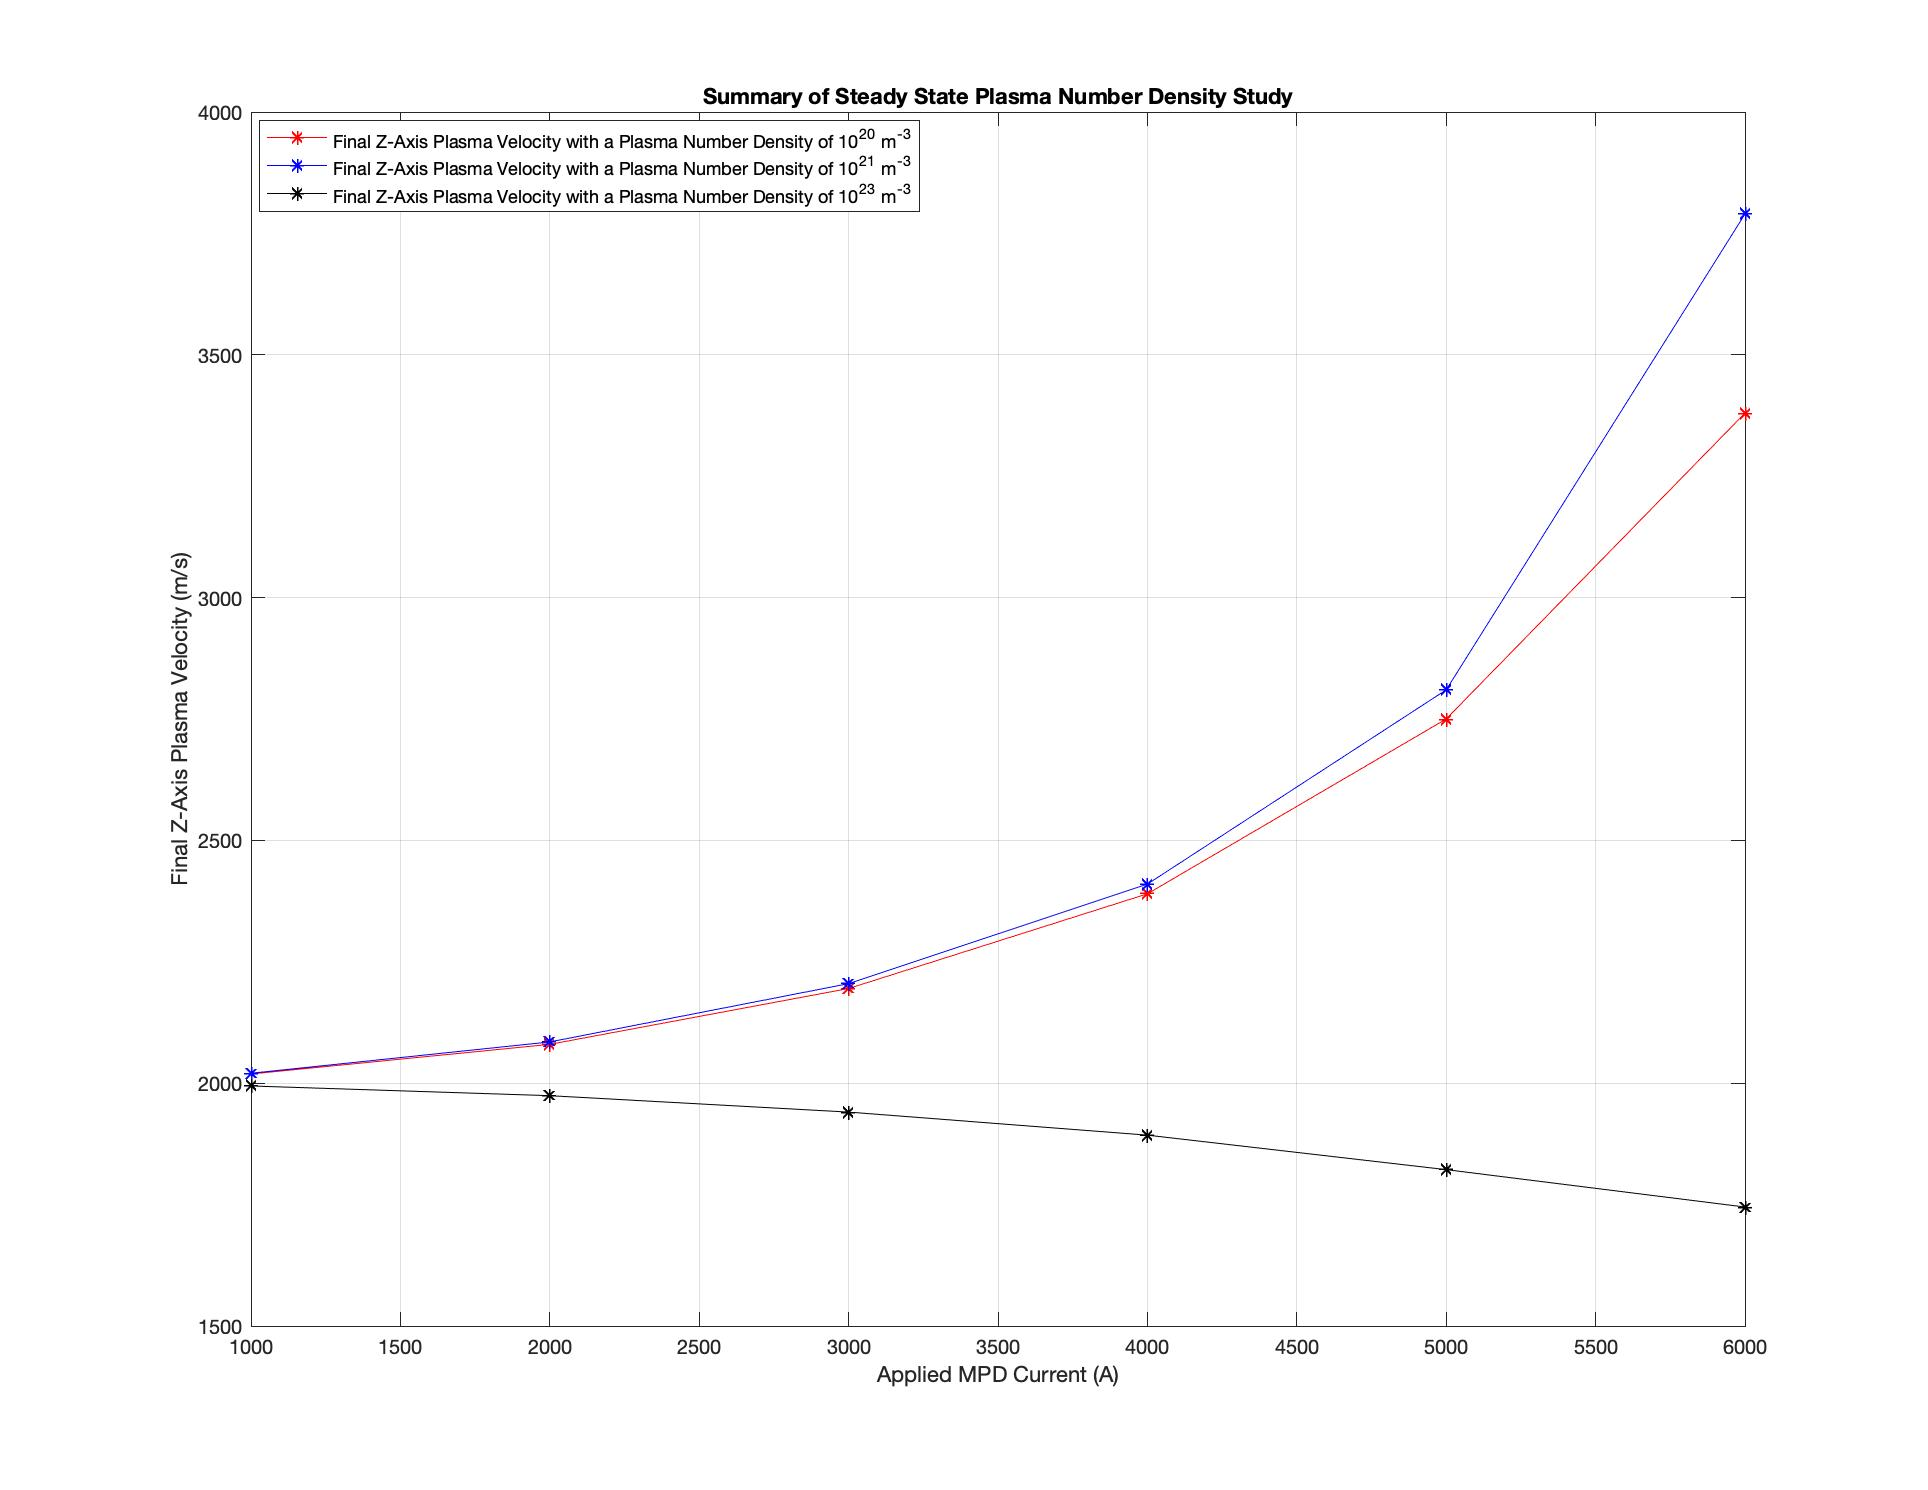 Summary of Steady State Plasma Number Density Study
Final Z-Axis Plasma Velocity with a Plasma Number Density of 10^20 m^-3
Final Z-Axis Plasma Velocity with a Plasma Number Density of 10^21 m^-3
Final Z-Axis Plasma Velocity with a Plasma Number Density of 10^23 m^-3
Final Z-Axis Plasma Velocity (m/s)
4000
3500
3000
2500
2000
1500
1000 1500 2000 2500 3000 3500 4000 4500 5000 5500 6000
Applied MPD Current (A)